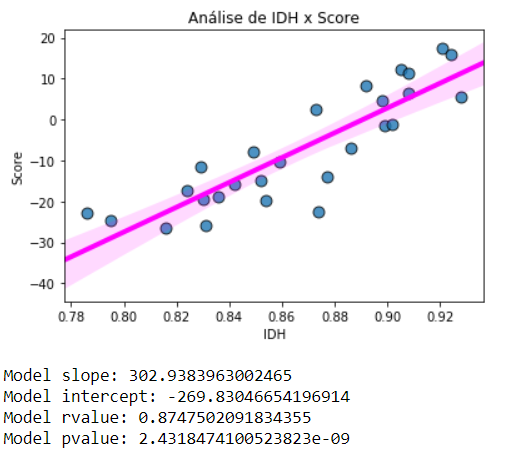 Análise de IDH x Score
20
10
0
−10
−20
−30
−40
Score
0.78 0.80 0.82 0.84 0.86 0.88 0.90 0.92
IDH
Model slope: 302.9383963002465
Model intercept: -269.83046654196914
Model rvalue: 0.8747502091834355
Model pvalue: 2.4318474100523823e-09